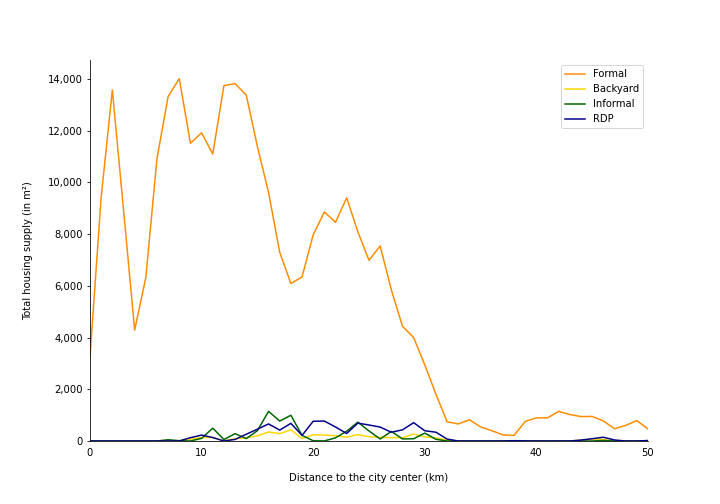 Formal
Backyard
Informal
RDP
14,000
12,000
10,000
8,000
6,000
4,000
2,000
0
Total housing supply (in m²)
0 10 20 30 40 50
Distance to the city center (km)